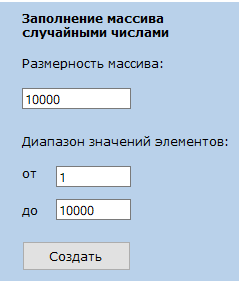 Заполнение массива
случайными числами
Размерность массива:
10000
Диапазон значений элементов:
от 1
до 10000
Создать